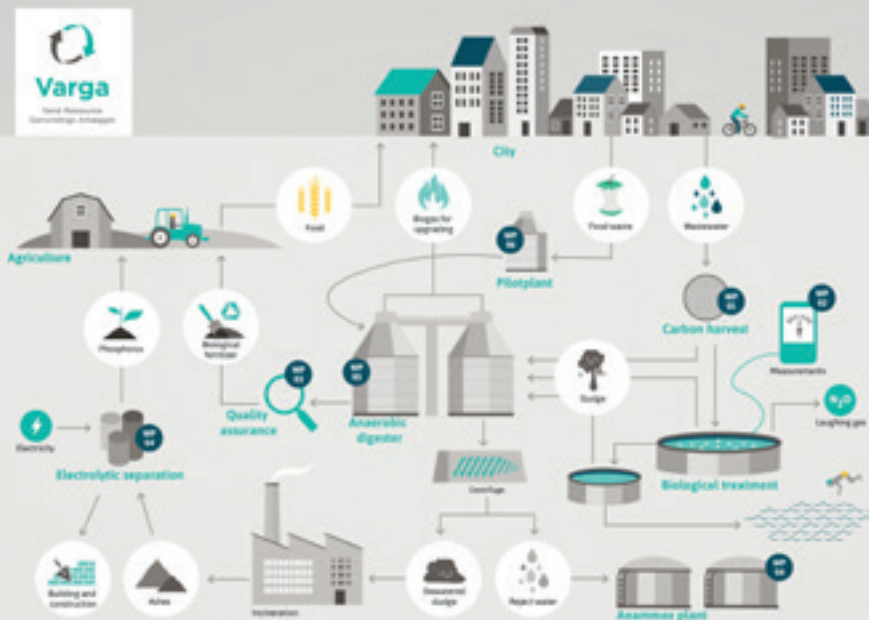 Varga
City
Food
Biogas for
upgrading
Food waste
Wastewater
Agriculture
Pilotplant
Carbon harvest
Phosphorus
Biological
fertilizer
Sludge
Measurements
N₂O
Laughing gas
Quality
assurance
Anaerobic
digester
Electricity
Electrolytic separation
Centrifuge
Biological treatment
Building and
construction
Ashes
Incineration
Dewatered
sludge
Reject water
Anammox plant